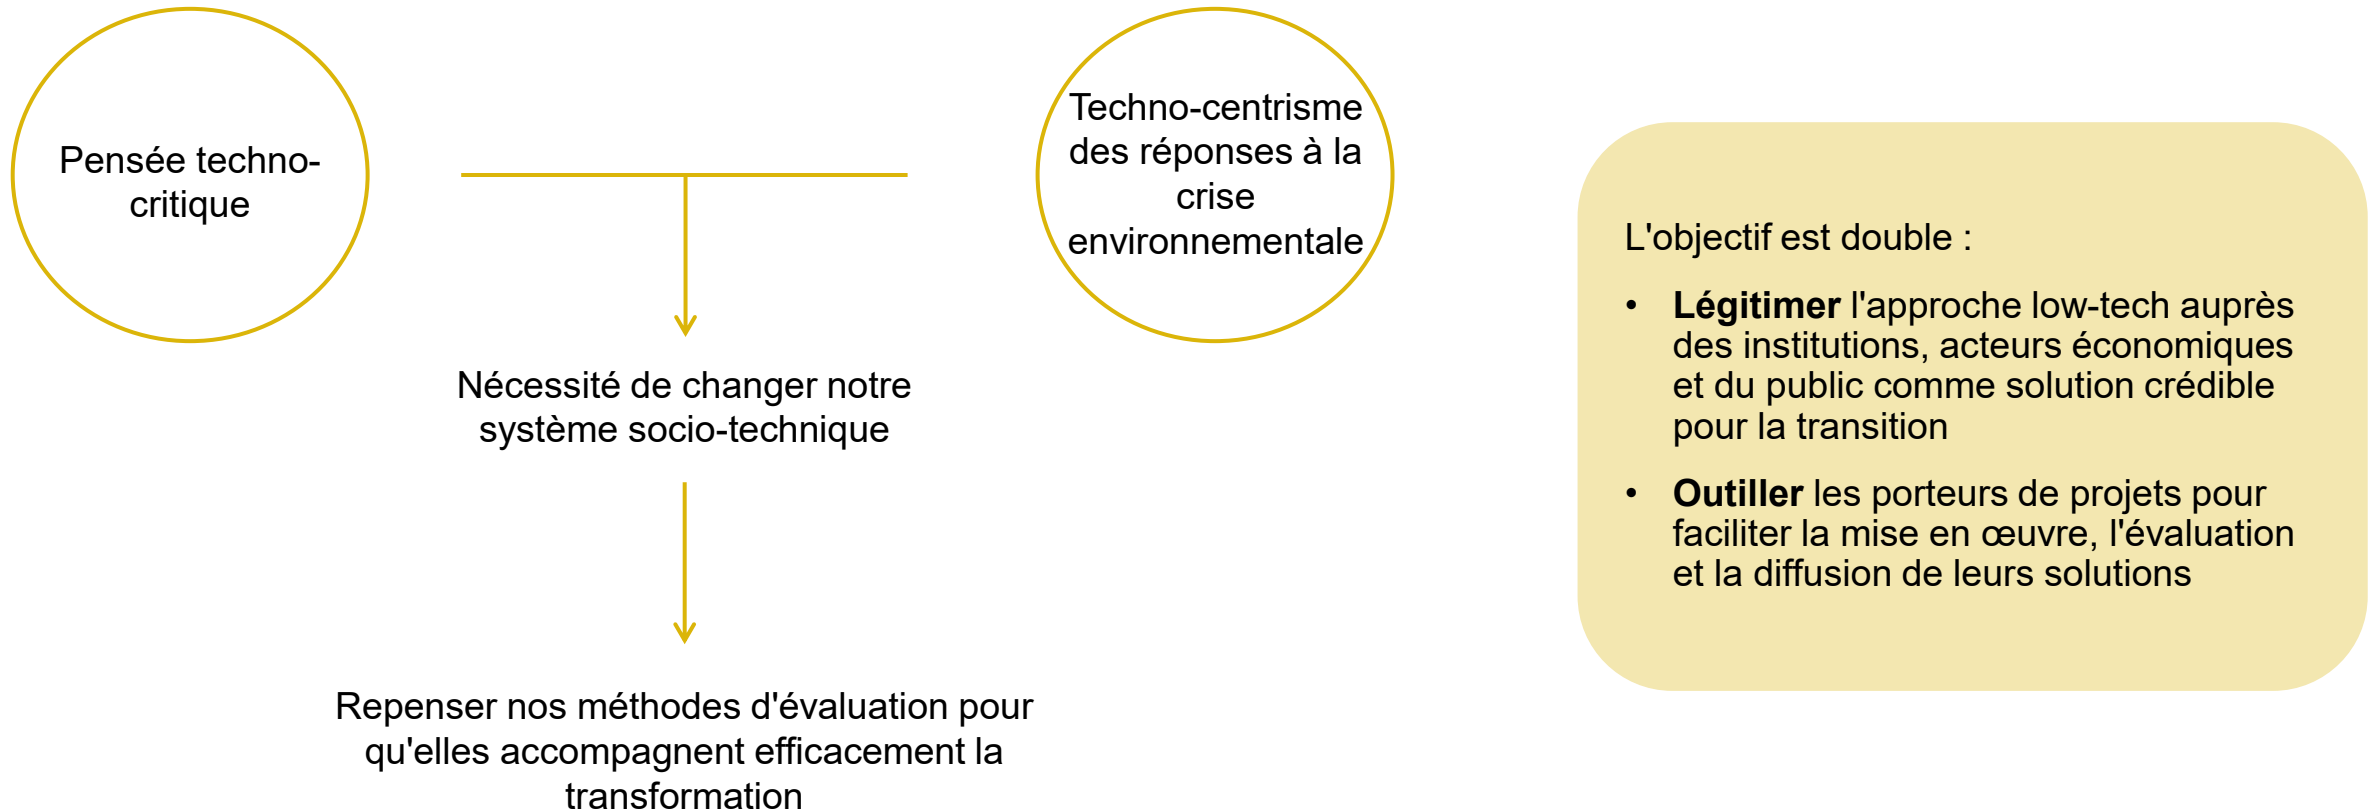 Pensée techno-
critique
Techno-centrisme
des réponses à la
crise
environnementale
Nécessité de changer notre
système socio-technique
Repenser nos méthodes d'évaluation pour
qu'elles accompagnent efficacement la
transformation
L'objectif est double :
• Légitimer l'approche low-tech auprès
des institutions, acteurs économiques
et du public comme solution crédible
pour la transition
• Outiller les porteurs de projets pour
faciliter la mise en œuvre, l'évaluation
et la diffusion de leurs solutions